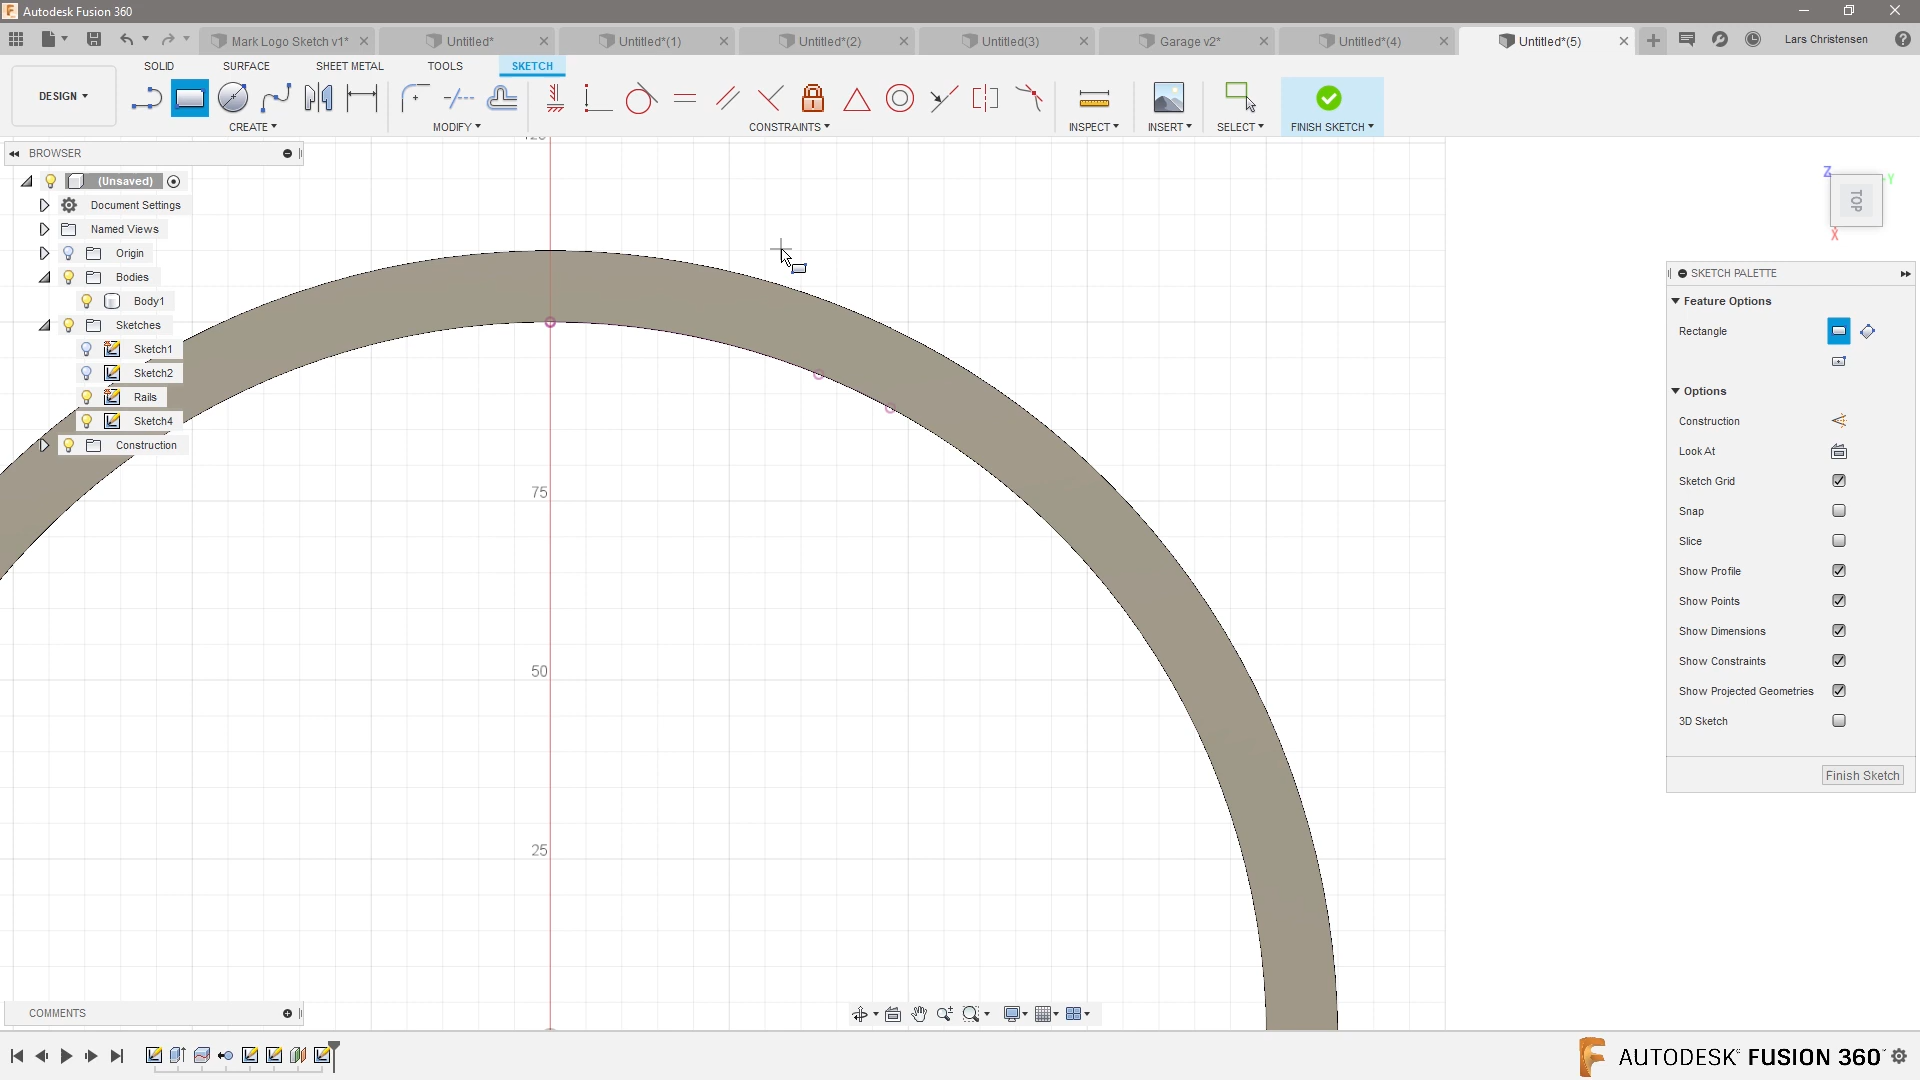 Autodesk Fusion 360
Mark Logo Sketch v1*
Untitled*
Untitled*(1)
Untitled*(2)
Untitled(3)
Garage v2*
Untitled*(4)
Untitled*(5)
Lars Christensen
SOLID
SURFACE
SHEET METAL
TOOLS
SKETCH
DESIGN
CREATE
MODIFY
CONSTRAINTS
INSPECT
INSERT
SELECT
FINISH SKETCH
BROWSER
(Unsaved)
Document Settings
Named Views
Origin
Bodies
Body1
Sketches
Sketch1
Sketch2
Rails
Sketch4
Construction
125
75
50
25
Z
Y
TOP
X
SKETCH PALETTE
Feature Options
Rectangle
Options
Construction
Look At
Sketch Grid
Snap
Slice
Show Profile
Show Points
Show Dimensions
Show Constraints
Show Projected Geometries
3D Sketch
Finish Sketch
COMMENTS
AUTODESK® FUSION 360™